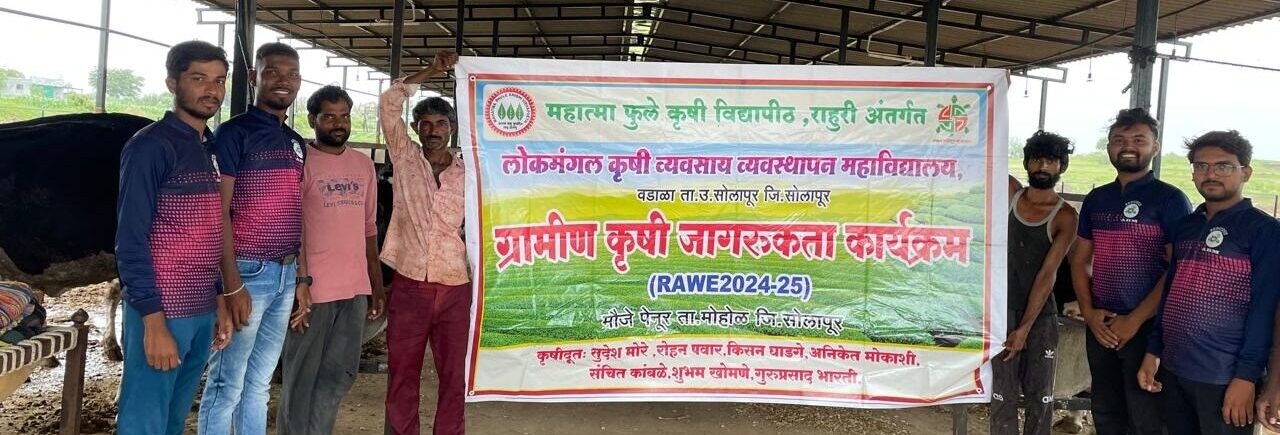 महात्मा फुले कृषी विद्यापीठ ,राहुरी अंतर्गत
लोकमंगल कृषी व्यवसाय व्यवस्थापन महाविद्यालय,
वडाळा ता.उ.सोलापूर जि.सोलापूर
ग्रामीण कृषी जागरुकता कार्यक्रम
(RAWE2024-25)
मौजे पेनूर ता.मोहोळ जि.सोलापूर
कृषीदूतः सुदेश मोरे ,रोहन पवार,किसन घाडगे,अनिकेत मोकाशी,
संचित कांबळे,शुभम खोमणे,गुरुप्रसाद भारती.
Levi's